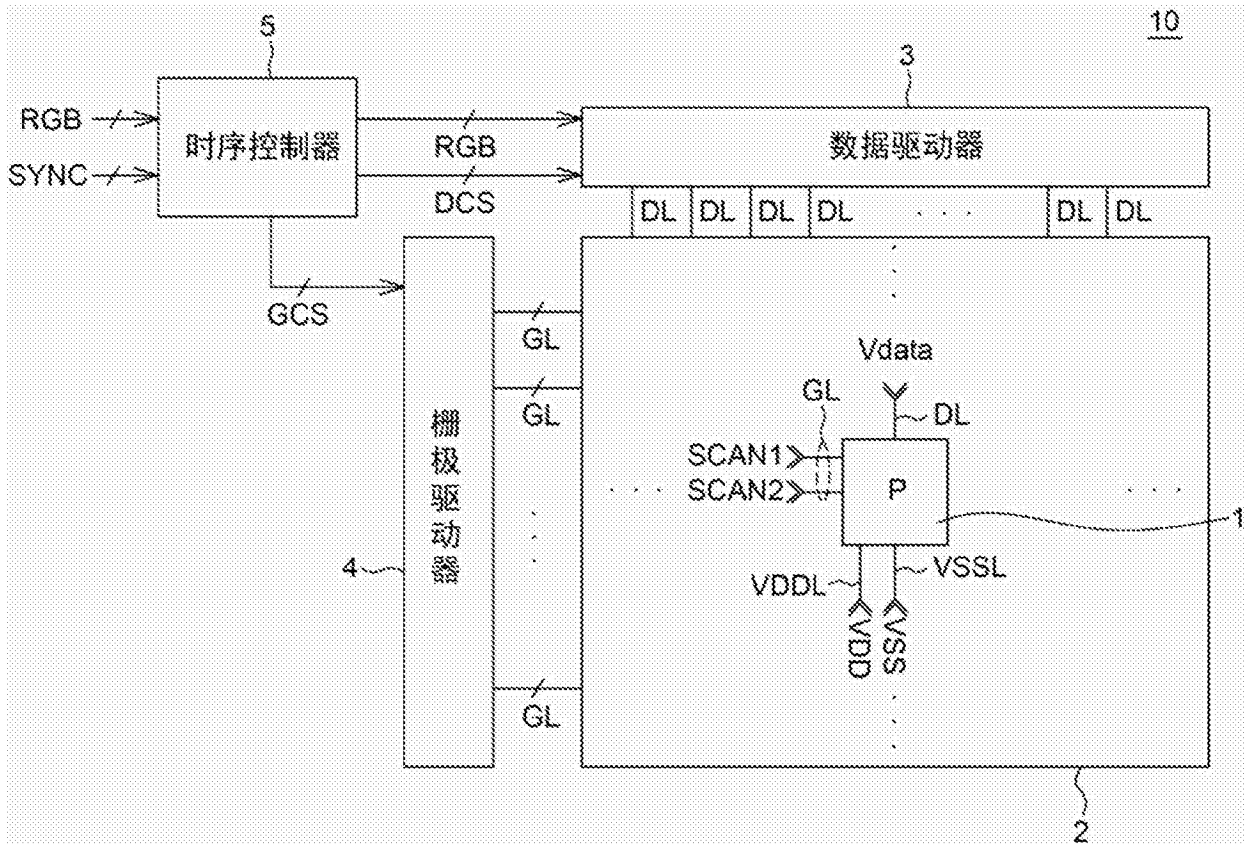 10
5
3
RGB
SYNC
时序控制器
RGB
DCS
数据驱动器
DL DL DL DL DL DL
GCS
GL
GL
GL
栅极驱动器
4
Vdata
GL
DL
SCAN1
SCAN2
P
1
VDDL
VSSL
VDD
VSS
2